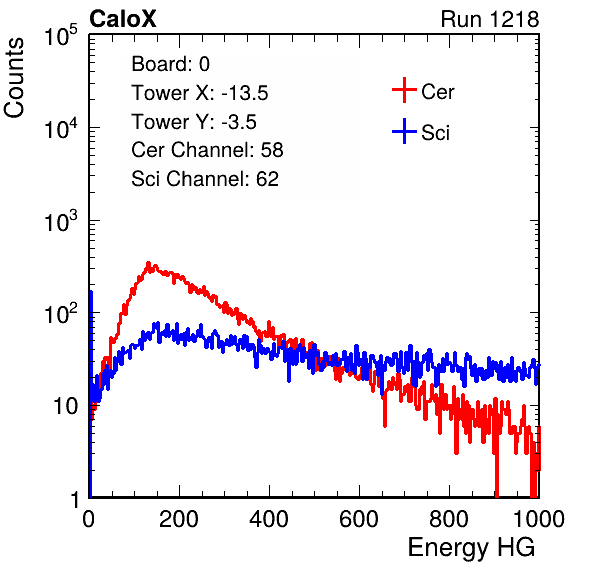 CaloX Run 1218
Counts
10^5
10^4
10^3
10^2
10
1
Board: 0
Tower X: -13.5
Tower Y: -3.5
Cer Channel: 58
Sci Channel: 62
Cer
Sci
0 200 400 600 800 1000
Energy HG